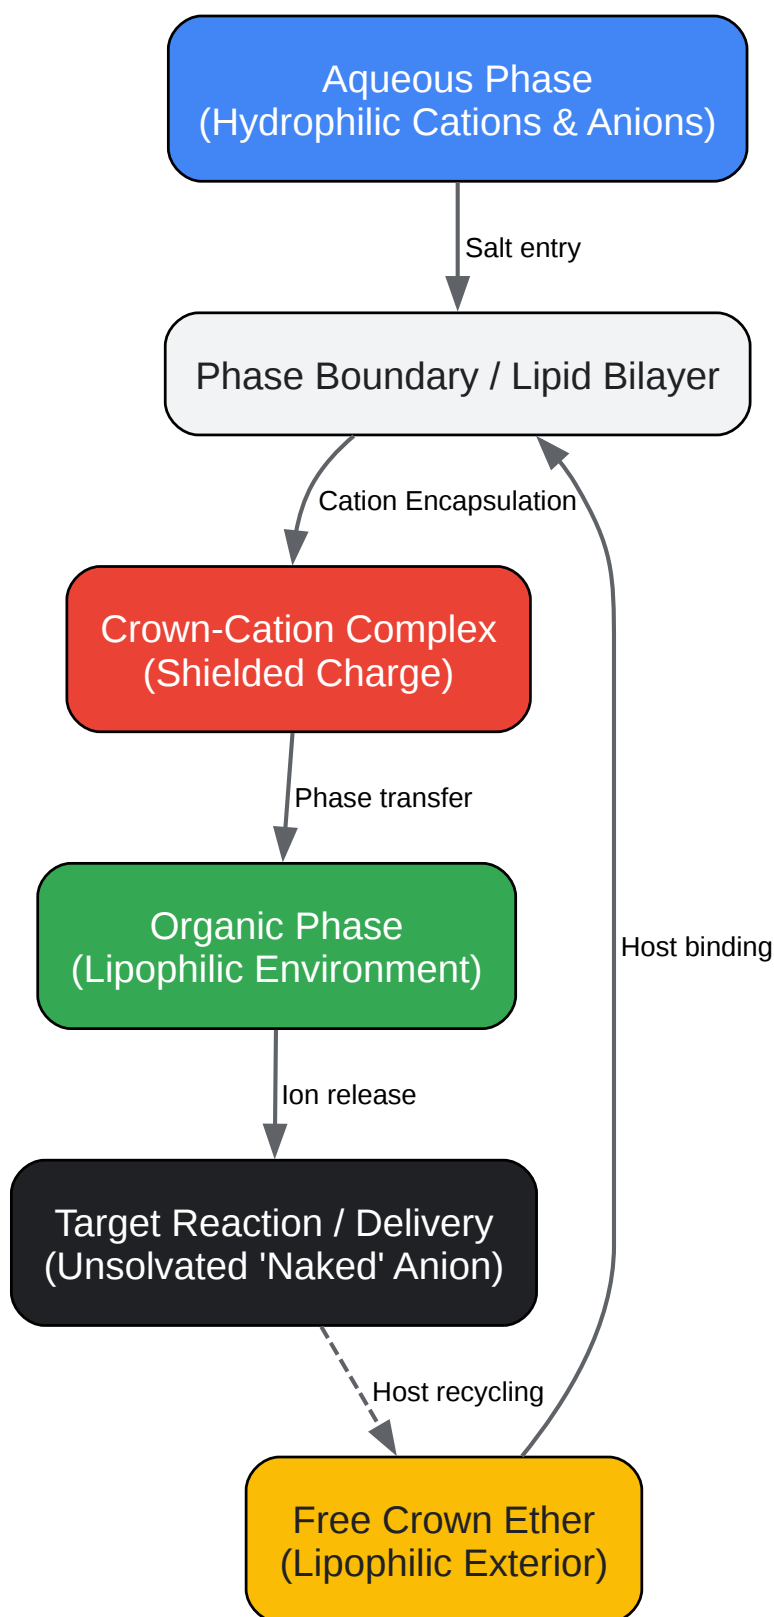 Aqueous Phase
(Hydrophilic Cations & Anions)
Salt entry
Phase Boundary / Lipid Bilayer
Cation Encapsulation
Crown-Cation Complex
(Shielded Charge)
Phase transfer
Organic Phase
(Lipophilic Environment)
Host binding
Ion release
Target Reaction / Delivery
(Unsolvated 'Naked' Anion)
Host recycling
Free Crown Ether
(Lipophilic Exterior)